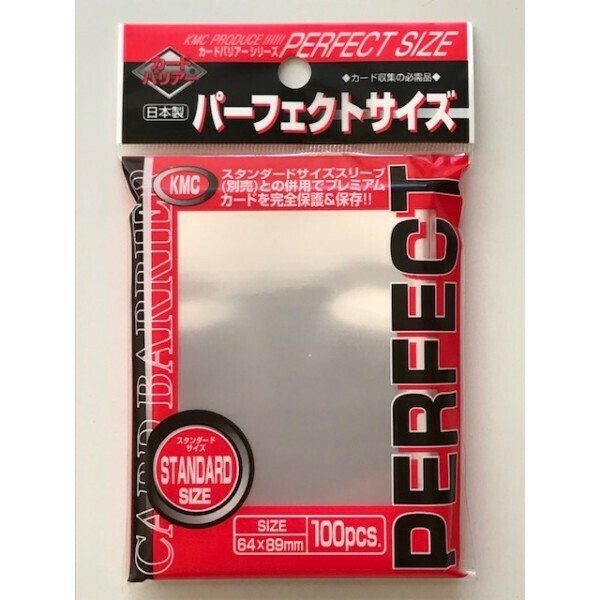 KMC PRODUCE !!!!!!
カードバリアーシリーズ
PERFECT SIZE
カード
バリアー
◆カード収集の必需品◆
日本製
パーフェクトサイズ
KMC
スタンダードサイズスリーブ
(別売)との併用でプレミアム
カードを完全保護&保存!!
CARD BARRIER
PERFECT
スタンダード
サイズ
STANDARD
SIZE
SIZE
64×89mm
100pcs.